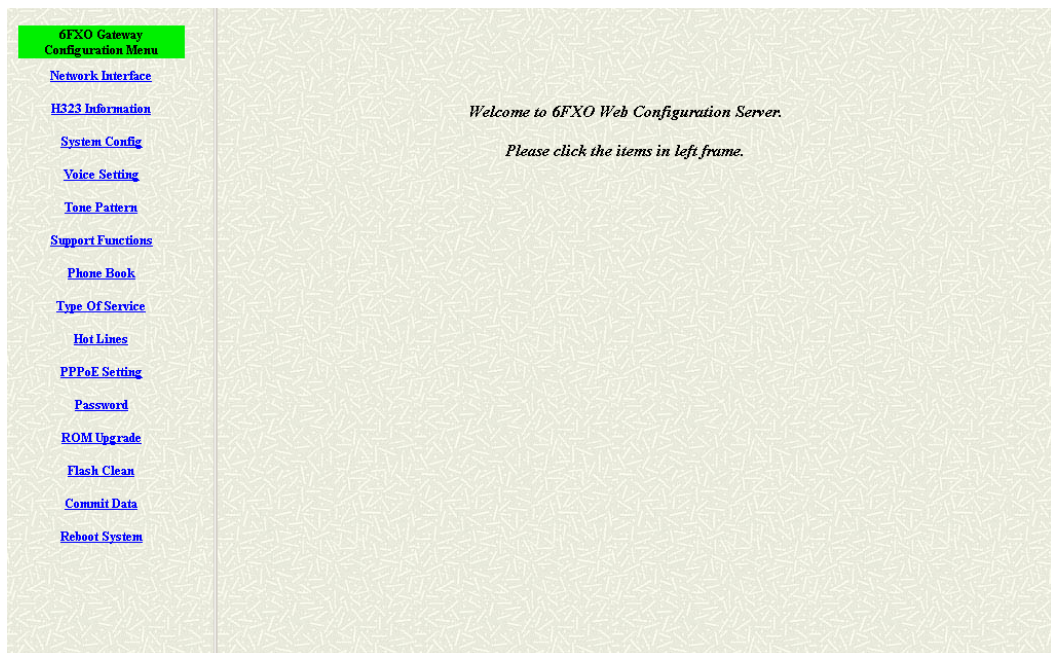 6FXO Gateway
Configuration Menu
Network Interface
H323 Information
System Config
Voice Setting
Tone Pattern
Support Functions
Phone Book
Type Of Service
Hot Lines
PPPoE Setting
Password
ROM Upgrade
Flash Clean
Commit Data
Reboot System
Welcome to 6FXO Web Configuration Server.
Please click the items in left frame.